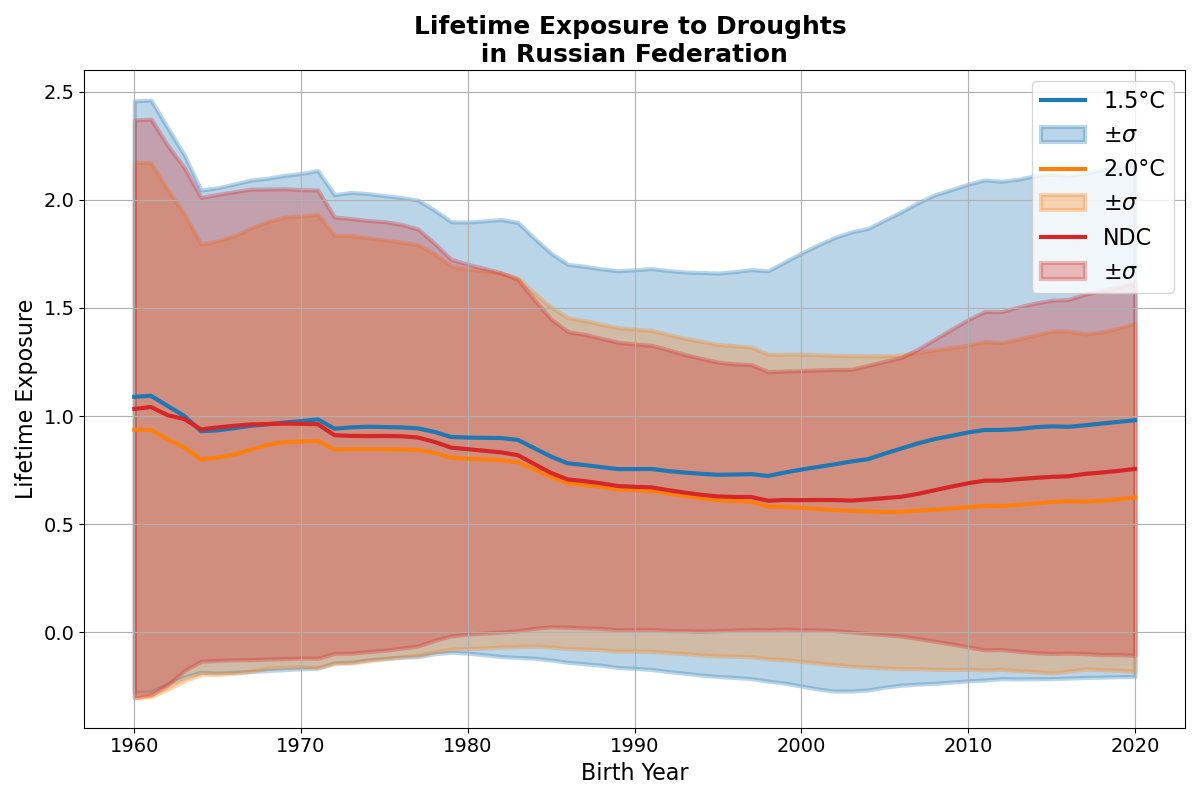 Lifetime Exposure to Droughts
in Russian Federation
Lifetime Exposure
2.5
2.0
1.5
1.0
0.5
0.0
1960
1970
1980
1990
2000
2010
2020
Birth Year
1.5°C
±σ
2.0°C
±σ
NDC
±σ